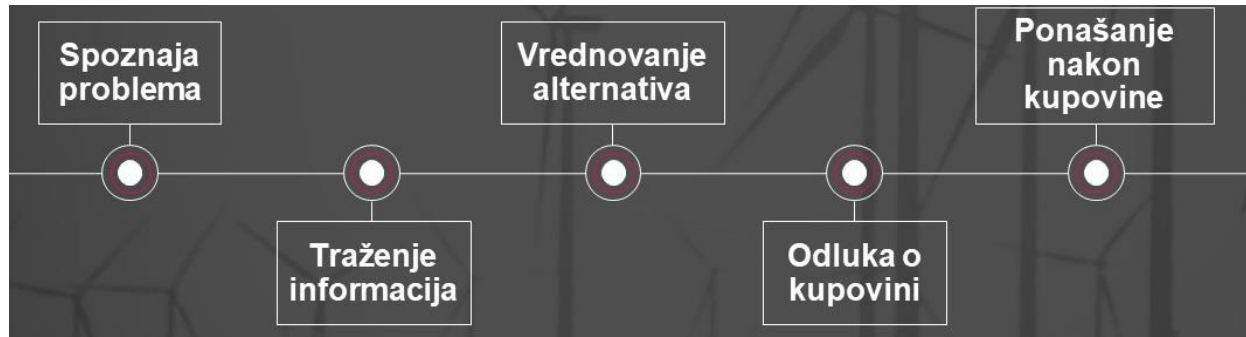 Spoznaja
problema
Traženje
informacija
Vrednovanje
alternativa
Odluka o
kupovini
Ponašanje
nakon
kupovine